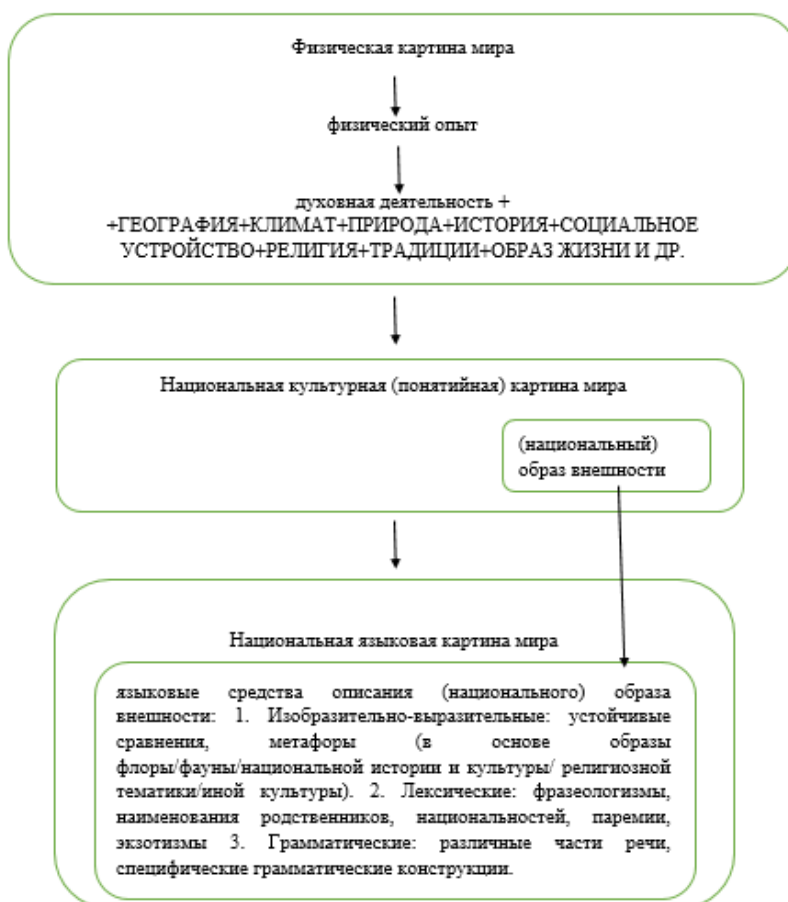 Физическая картина мира
физический опыт
духовная деятельность +
+ГЕОГРАФИЯ+КЛИМАТ+ПРИРОДА+ИСТОРИЯ+СОЦИАЛЬНОЕ
УСТРОЙСТВО+РЕЛИГИЯ+ТРАДИЦИИ+ОБРАЗ ЖИЗНИ И ДР.
Национальная культурная (понятийная) картина мира
(национальный)
образ внешности
Национальная языковая картина мира
языковые средства описания (национального) образа
внешности: 1. Изобразительно-выразительные: устойчивые
сравнения, метафоры (в основе образы
флоры/фауны/национальной истории и культуры/ религиозной
тематики/иной культуры). 2. Лексические: фразеологизмы,
наименования родственников, национальностей, паремии,
экзотизмы 3. Грамматические: различные части речи,
специфические грамматические конструкции.